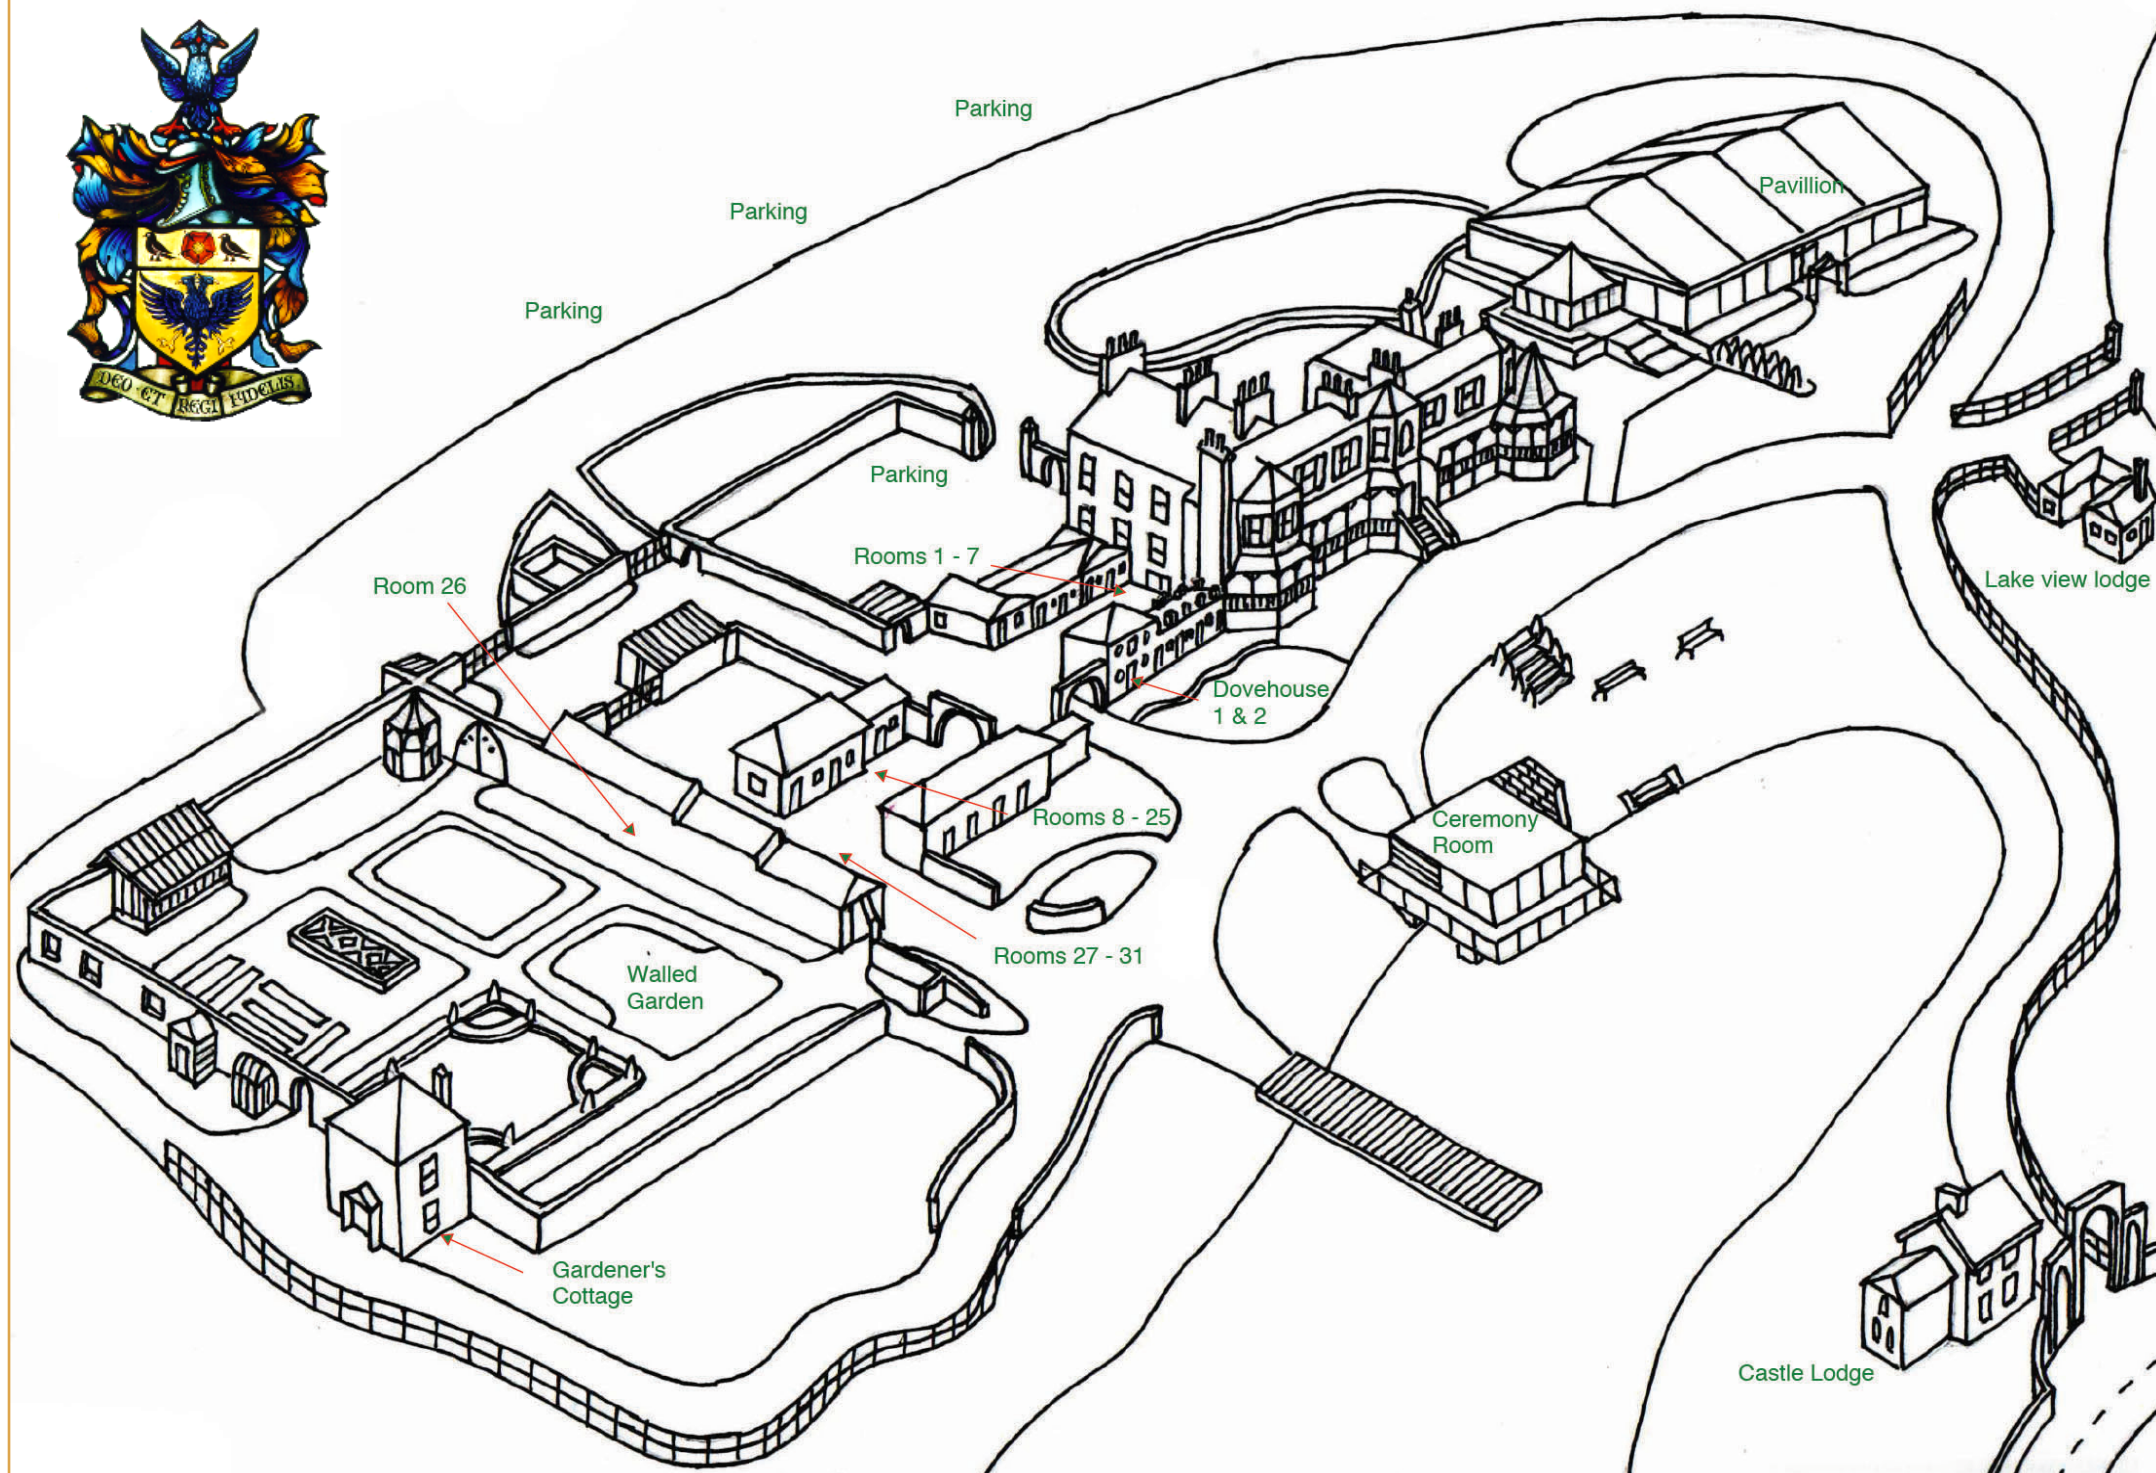 Parking
Pavillion
Parking
Parking
DEO ET REGI FIDELIS
Parking
Rooms 1 - 7
Room 26
Lake view lodge
Dovehouse
1 & 2
Rooms 8 - 25
Ceremony
Room
Rooms 27 - 31
Walled
Garden
Gardener's
Cottage
Castle Lodge